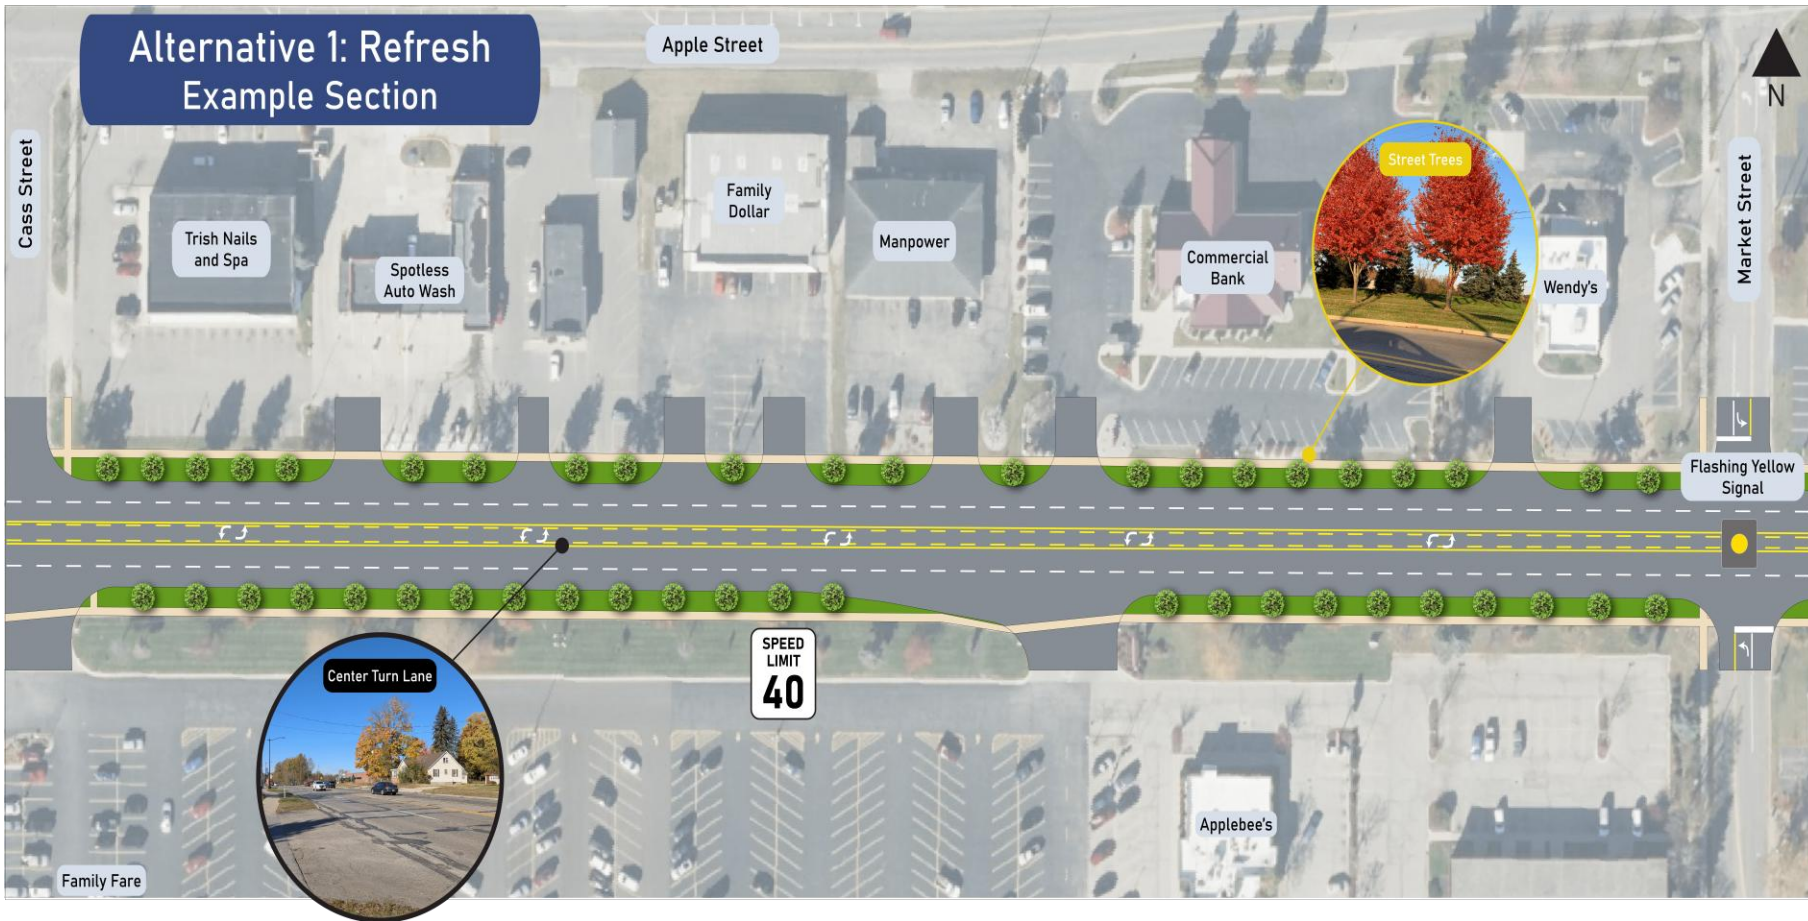 Alternative 1: Refresh
Example Section
Apple Street
N
Cass Street
Market Street
Street Trees
Trish Nails
and Spa
Spotless
Auto Wash
Family
Dollar
Manpower
Commercial
Bank
Wendy's
Flashing Yellow
Signal
SPEED
LIMIT
40
Center Turn Lane
Applebee's
Family Fare